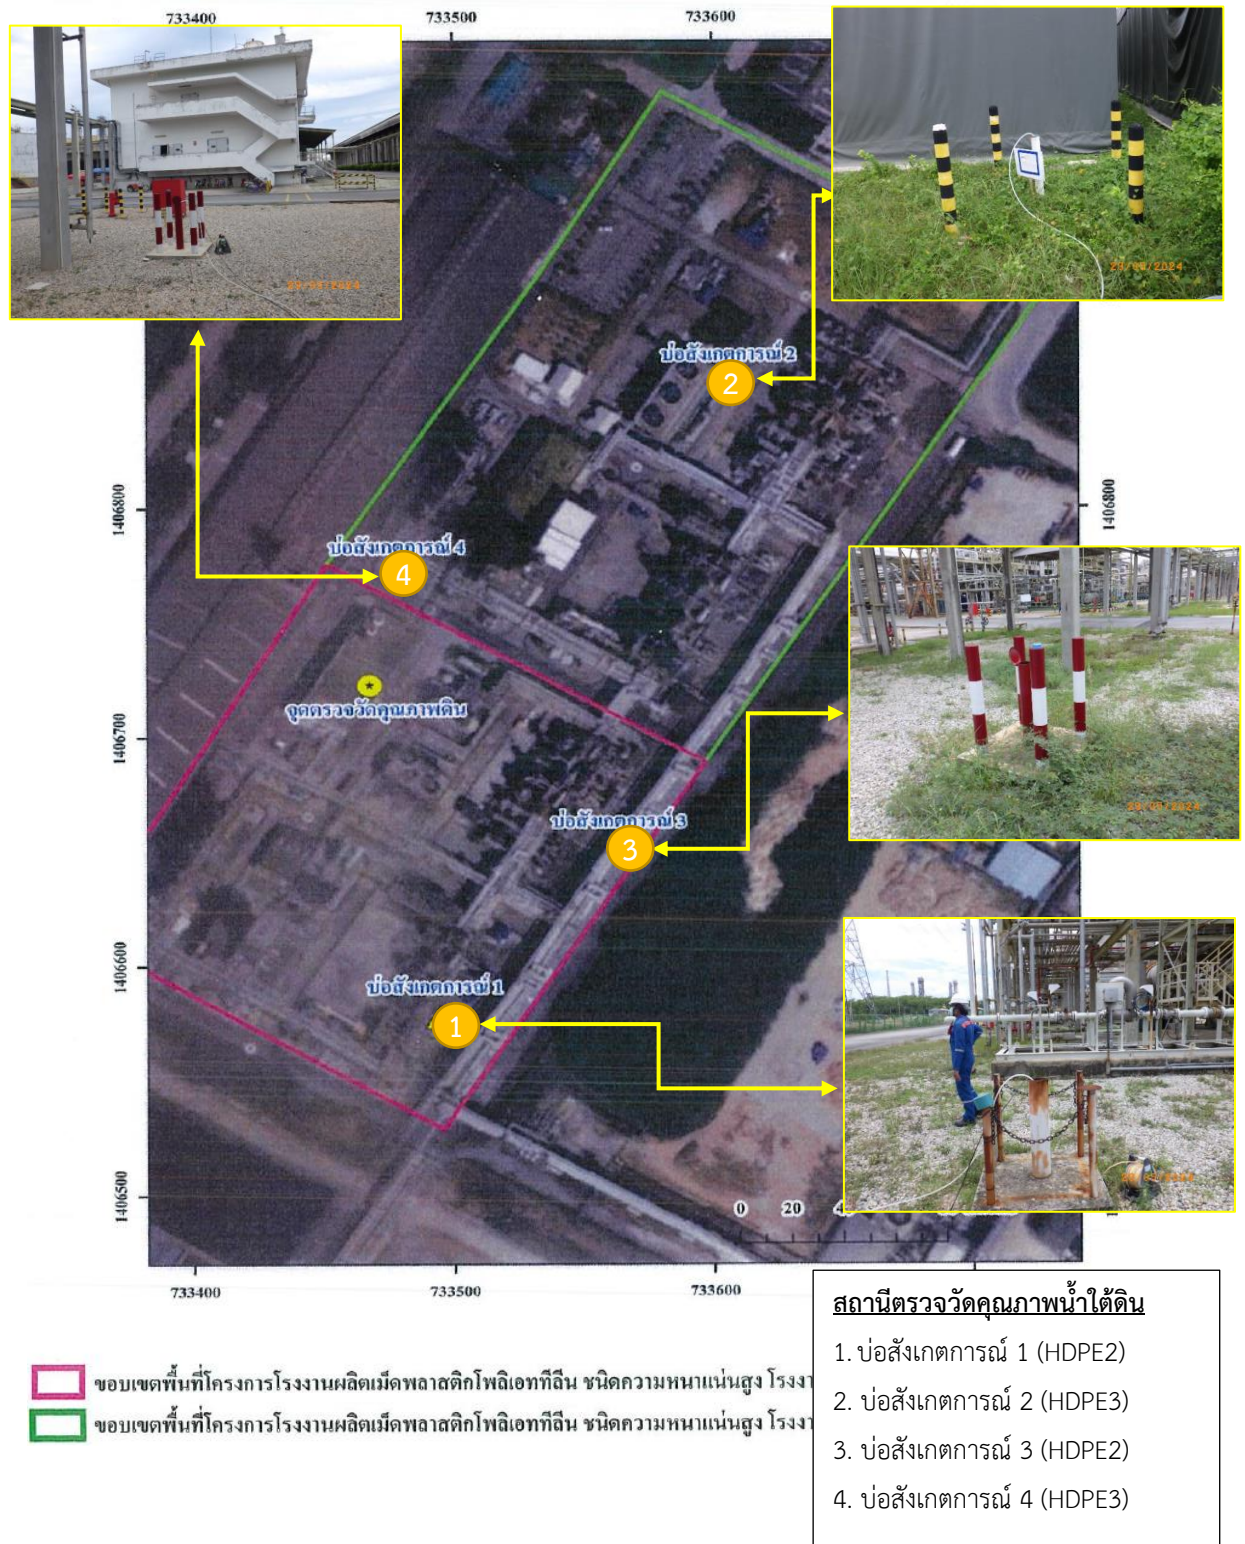 733400
733500
733600
29/09/2024
บ่อสังเกตการณ์ 2
2
1406800
1406800
บ่อสังเกตการณ์ 4
4
จุดตรวจวัดคุณภาพดิน
1406700
บ่อสังเกตการณ์ 3
3
1406600
บ่อสังเกตการณ์ 1
1
1406500
0 20
733400
733500
733600
สถานีตรวจวัดคุณภาพน้ำใต้ดิน
1. บ่อสังเกตการณ์ 1 (HDPE2)
2. บ่อสังเกตการณ์ 2 (HDPE3)
3. บ่อสังเกตการณ์ 3 (HDPE2)
4. บ่อสังเกตการณ์ 4 (HDPE3)
ขอบเขตพื้นที่โครงการโรงงานผลิตเม็ดพลาสติกโพลิเอททีลีน ชนิดความหนาแน่นสูง
ขอบเขตพื้นที่โครงการโรงงานผลิตเม็ดพลาสติกโพลิเอททีลีน ชนิดความหนาแน่นสูง